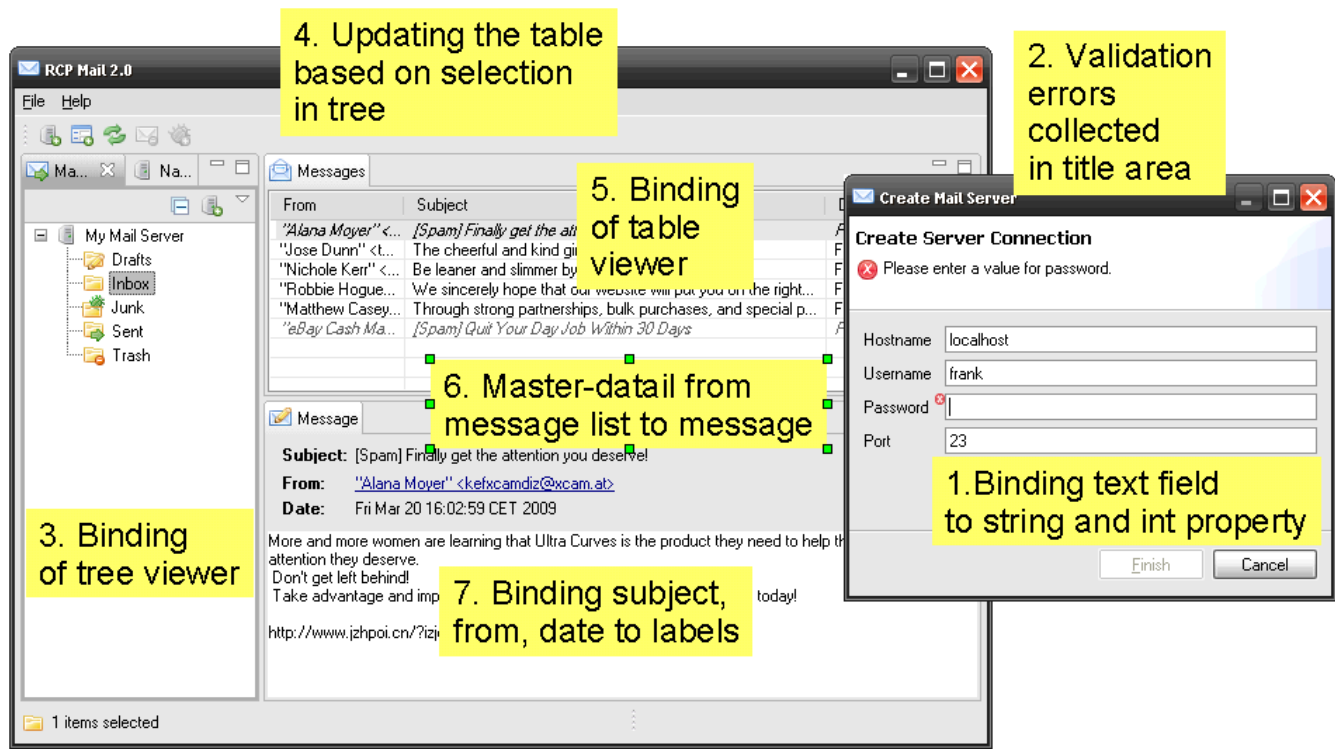 4. Updating the table
based on selection
in tree
2. Validation
errors
collected
in title area
RCP Mail 2.0
File Help
Ma... Na...
Messages
5. Binding
of table
viewer
From Subject
"Alana Moyer" <... [Spam] Finally get the
"Jose Dunn" <t... The cheerful and kind
"Nichole Kerr" <... Be leaner and slimmer by
"Robbie Hogue... We sincerely hope that our website will put you on the right...
"Matthew Casey... Through strong partnerships, bulk purchases, and special p...
"eBay Cash Ma... [Spam] Quit Your Day Job Within 30 Days
My Mail Server
Drafts
Inbox
Junk
Sent
Trash
3. Binding
of tree viewer
6. Master-datail from
message list to message
Message
Subject: [Spam] Finally get the attention you deserve!
From: "Alana Moyer" <kefxcamdiz@xcam.at>
Date: Fri Mar 20 16:02:59 CET 2009
More and more women are learning that Ultra Curves is the product they need to help
attention they deserve.
Don't get left behind!
Take advantage and today!
http://www.jzhpoi.cn/?
7. Binding subject,
from, date to labels
1 items selected
Create Mail Server
Create Server Connection
Please enter a value for password.
Hostname localhost
Username frank
Password
Port 23
1.Binding text field
to string and int property
Finish Cancel